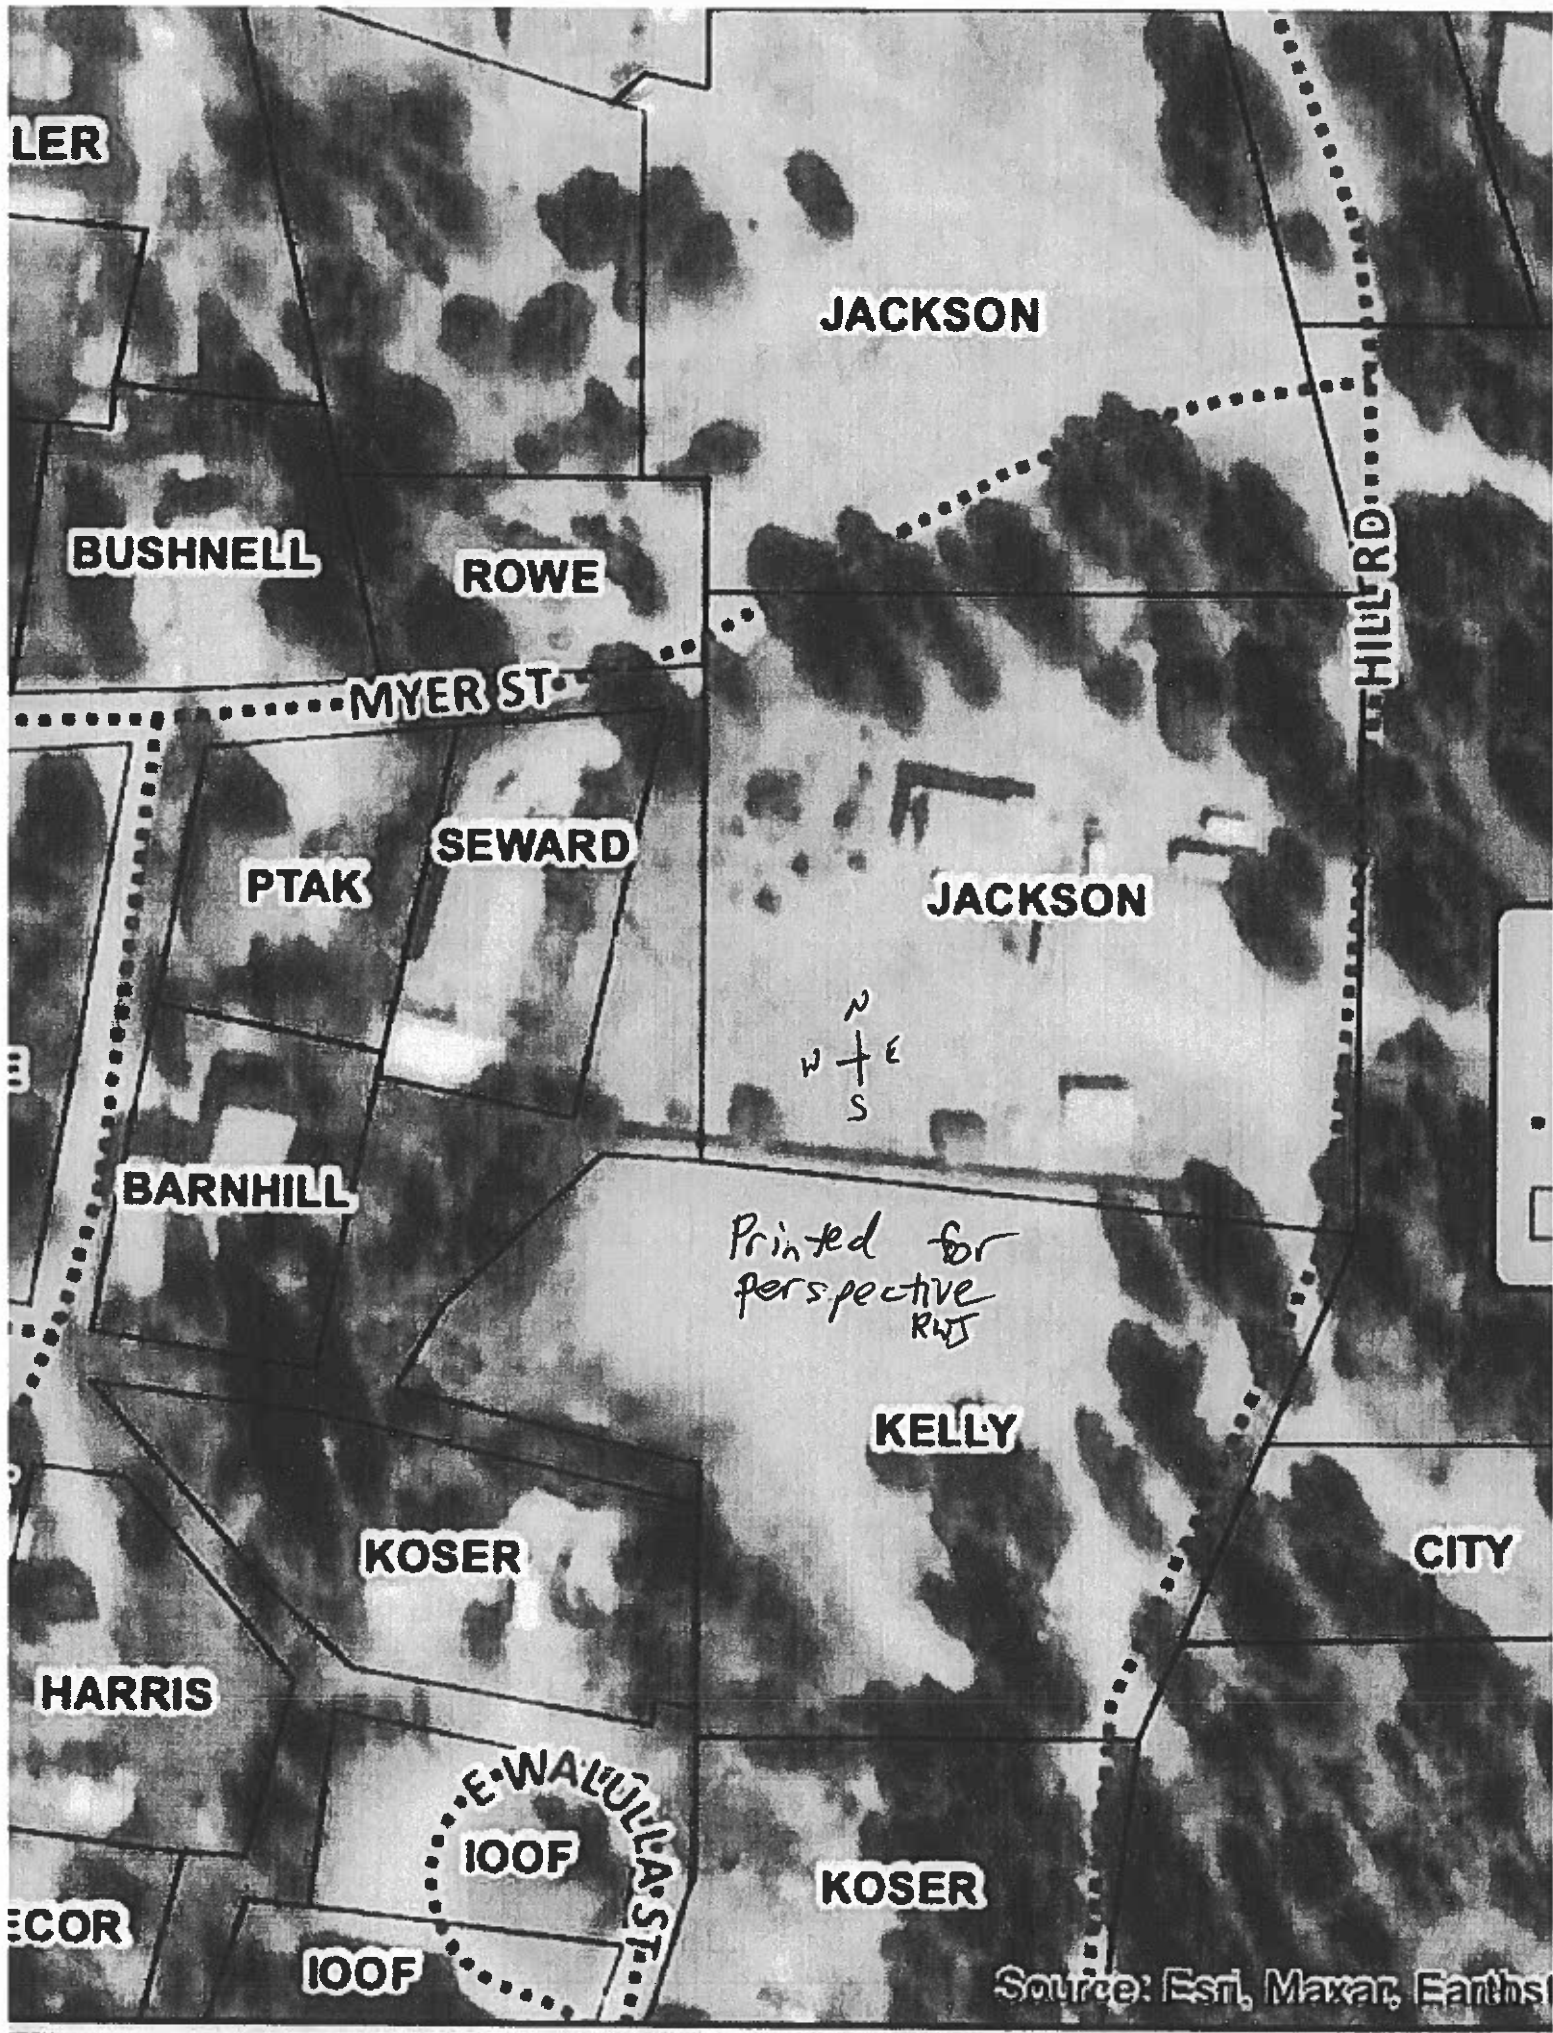 LER
JACKSON
BUSHNELL
ROWE
HILL RD
MYER ST
SEWARD
PTAK
JACKSON
N
W E
S
BARNHILL
Printed for
perspective
RWJ
KELLY
KOSER
CITY
HARRIS
E WALULLA ST
IOOF
KOSER
ECOR
IOOF
Source: Esri, Maxar, Earths